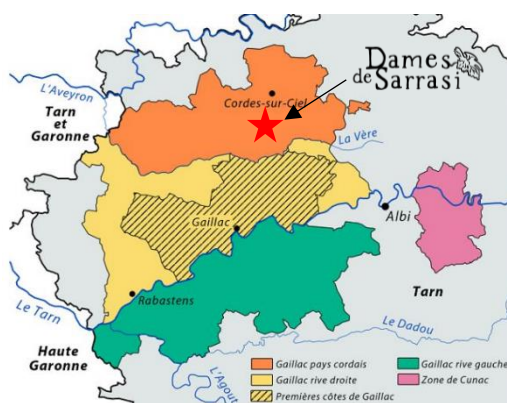 Dames
de Sarrasi
L'Aveyron
Tarn
et
Garonne
Cordes-sur-Ciel
La Vère
Gaillac
Albi
Rabastens
Tarn
Le Tarn
Le Dadou
Haute
Garonne
L'Agout
Gaillac pays cordais
Gaillac rive gauche
Gaillac rive droite
Zone de Cunac
Premières côtes de Gaillac